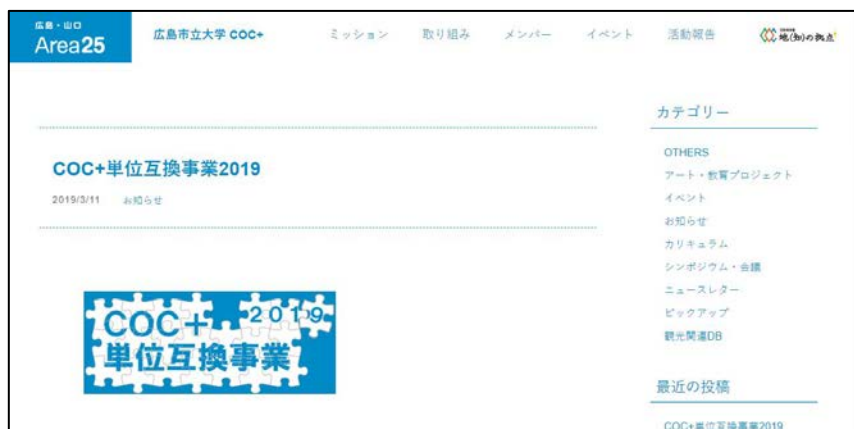 広島・山口
Area25
広島市立大学 COC+
ミッション
取り組み
メンバー
イベント
活動報告
地(知)の拠点
COC+単位互換事業2019
2019/3/11
お知らせ
COC+ 2019
単位互換事業
カテゴリー
OTHERS
アート・教育プロジェクト
イベント
お知らせ
カリキュラム
シンポジウム・会議
ニュースレター
ピックアップ
観光関連DB
最近の投稿
COC+単位互換事業2019